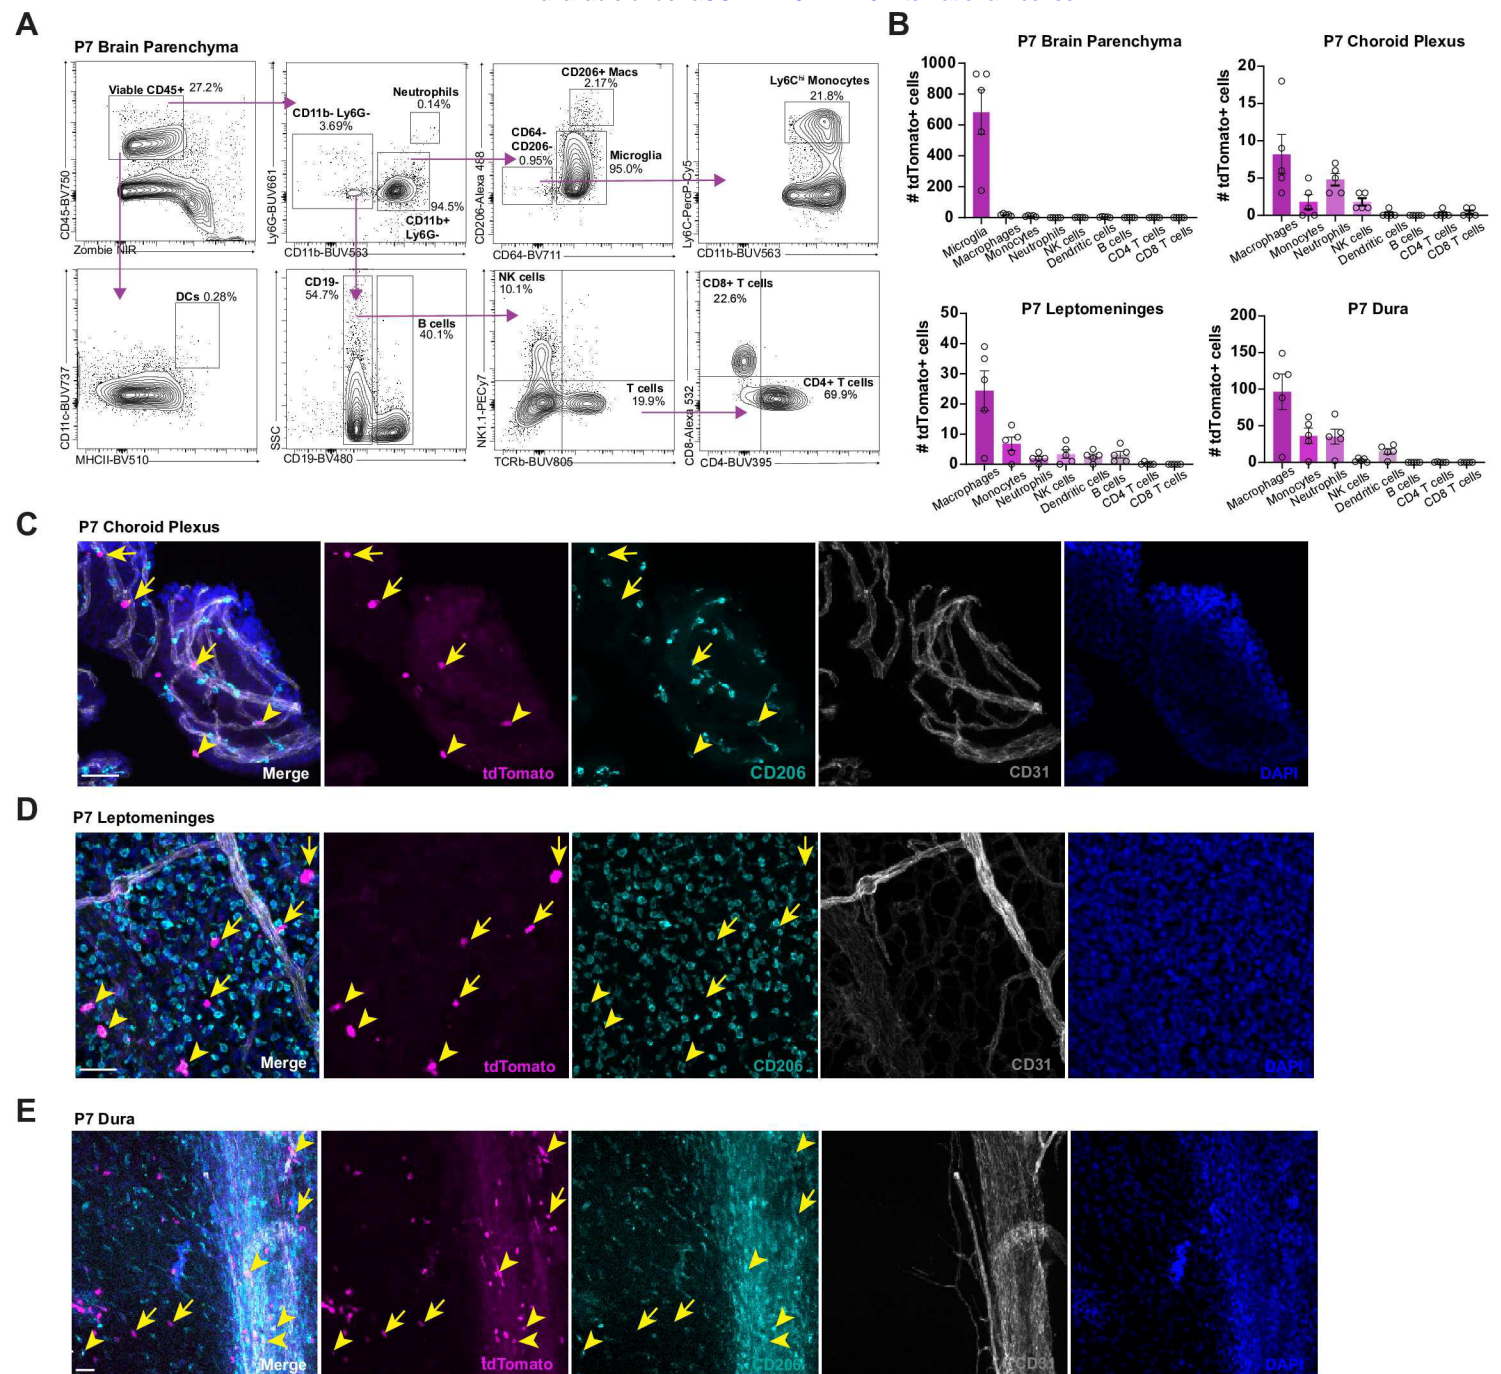 A
P7 Brain Parenchyma
Viable CD45+ 27.2%
CD45-BV750
Zombie NIR
CD11b- Ly6G-
3.69%
Neutrophils
0.14%
94.5%
CD11b+
Ly6G-
Ly6G-BUV661
CD11b-BUV563
CD206+ Macs
2.17%
CD64-
CD206-
0.95%
Microglia
95.0%
CD206-Alexa 488
CD64-BV711
Ly6Chi Monocytes
21.8%
Ly6C-PercP-Cy5
CD11b-BUV563
DCs 0.28%
CD11c-BUV737
MHCII-BV510
CD19-
54.7%
B cells
40.1%
SSC
CD19-BV480
NK cells
10.1%
T cells
19.9%
NK1.1-PECy7
TCRb-BUV805
CD8+ T cells
22.6%
CD4+ T cells
69.9%
CD8-Alexa 532
CD4-BUV395
B
P7 Brain Parenchyma
# tdTomato+ cells
1000
800
600
400
200
0
Microglia
Macrophages
Monocytes
Neutrophils
NK cells
Dendritic cells
B cells
CD4 T cells
CD8 T cells
P7 Choroid Plexus
# tdTomato+ cells
20
15
10
5
0
Macrophages
Monocytes
Neutrophils
NK cells
Dendritic cells
B cells
CD4 T cells
CD8 T cells
P7 Leptomeninges
# tdTomato+ cells
50
40
30
20
10
0
Macrophages
Monocytes
Neutrophils
NK cells
Dendritic cells
B cells
CD4 T cells
CD8 T cells
P7 Dura
# tdTomato+ cells
200
150
100
50
0
Macrophages
Monocytes
Neutrophils
NK cells
Dendritic cells
B cells
CD4 T cells
CD8 T cells
C
P7 Choroid Plexus
Merge
tdTomato
CD206
CD31
DAPI
D
P7 Leptomeninges
Merge
tdTomato
CD206
CD31
DAPI
E
P7 Dura
Merge
tdTomato
CD206
CD31
DAPI